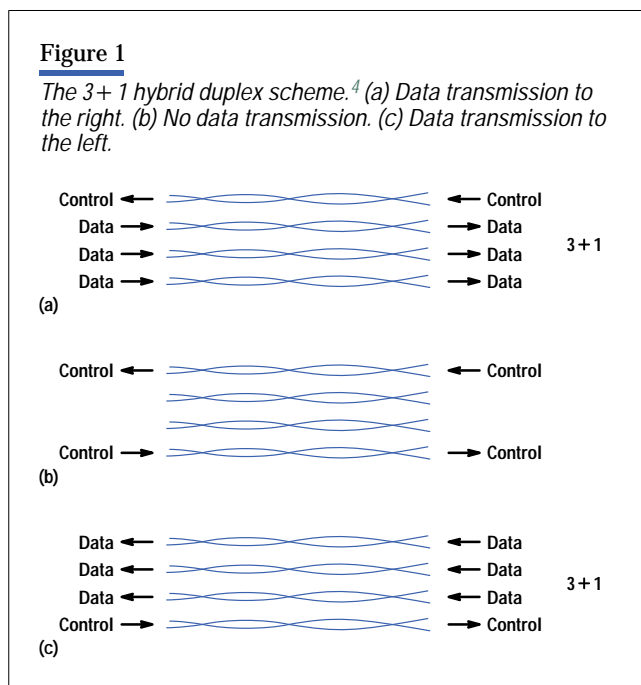 Figure 1
The 3+1 hybrid duplex scheme.4 (a) Data transmission to
the right. (b) No data transmission. (c) Data transmission to
the left.
Control Control
Data Data
Data Data 3+1
Data Data
(a)
Control Control
Control Control
(b)
Data Data
Data Data
Data Data 3+1
Control Control
(c)